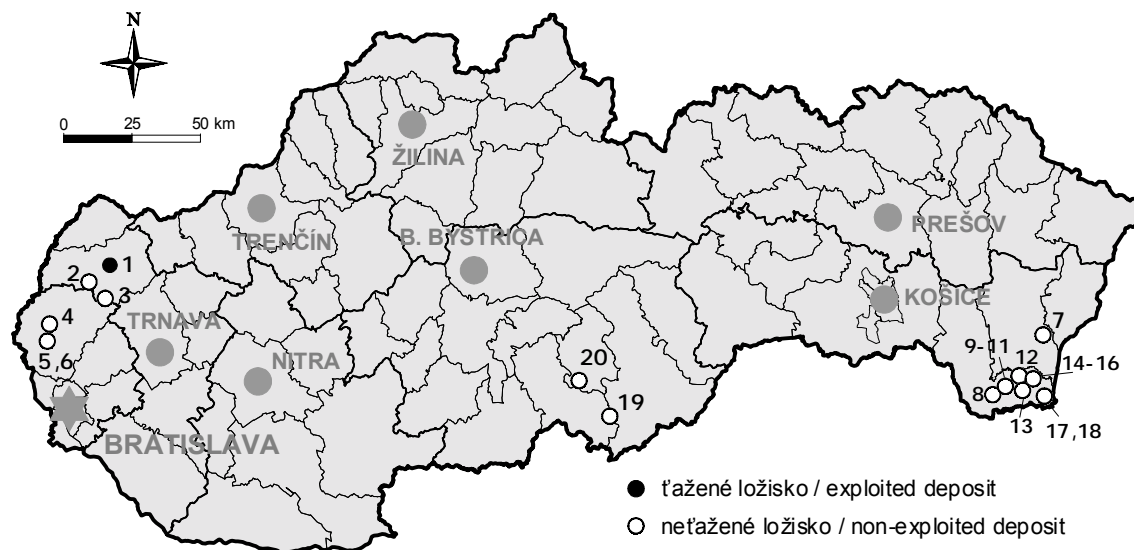 N
0 25 50 km
ŽILINA
TRENČÍN
B. BYSTRICA
PREŠOV
1
2
3
KOŠICE
4
TRNAVA
7
5,6
NITRA
20
9-11
12
14-16
8
19
13
17,18
BRATISLAVA
ťažené ložisko / exploited deposit
neťažené ložisko / non-exploited deposit